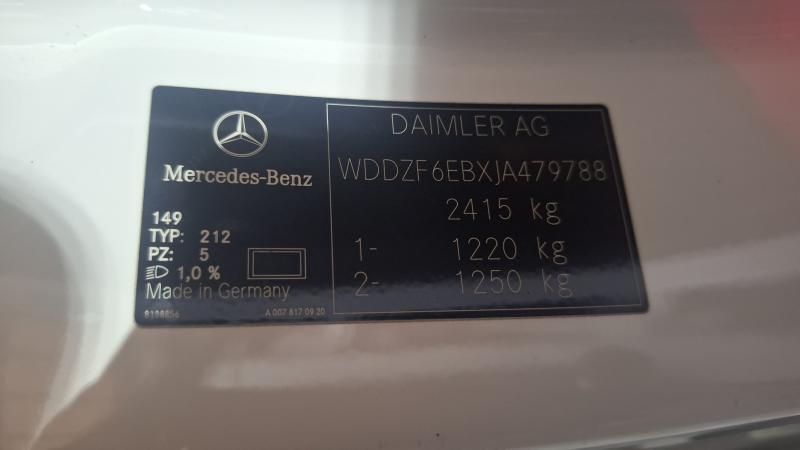 Mercedes-Benz
149
TYP: 212
PZ: 5
1,0 %
Made in Germany
8198856
A 007 817 09 20
DAIMLER AG
WDDZF6EBXJA479788
2415 kg
1- 1220 kg
2- 1250 kg